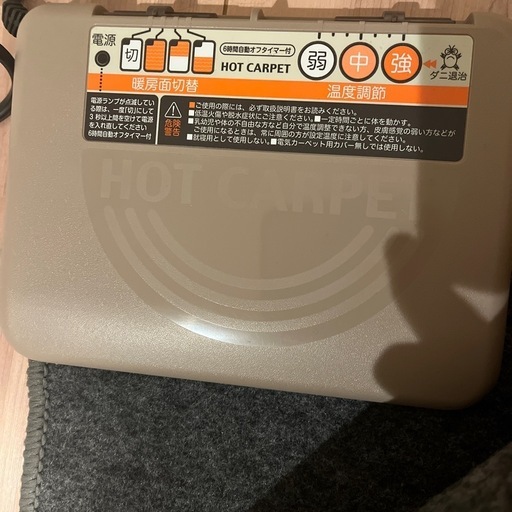 電源
切
6時間自動オフタイマー付
HOT CARPET
弱 中 強
ダニ退治
暖房面切替
温度調節
電源ランプが点滅してい
る際は、一度「切」にして
3秒以上間を空けて電源
を入れ直してください
6時間自動オフタイマー付
危険
警告
■ご使用の際には、必ず取扱説明書をお読みください。
■低温火傷や脱水症状にご注意ください。■一定時間ごとに体を動かす。
■乳幼児や体の不自由な方など自分で温度調整できない方、皮膚感覚の弱い方などが
ご使用になるときは、常に周囲の方が設定温度に注意してください。
■就寝用として使用しない。■電気カーペット用カバー無しでは使用しない。
HOT CARPET